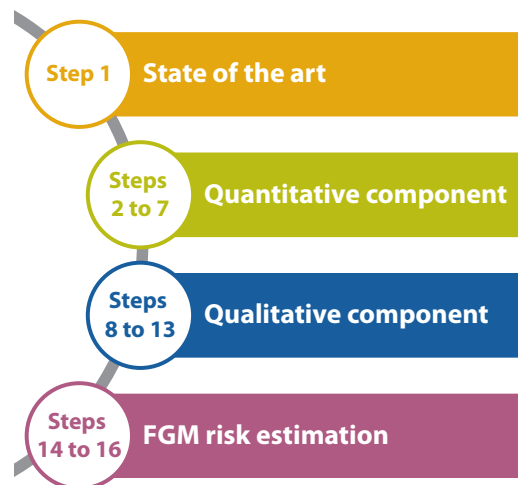 Step 1
State of the art
Steps
2 to 7
Quantitative component
Steps
8 to 13
Qualitative component
Steps
14 to 16
FGM risk estimation